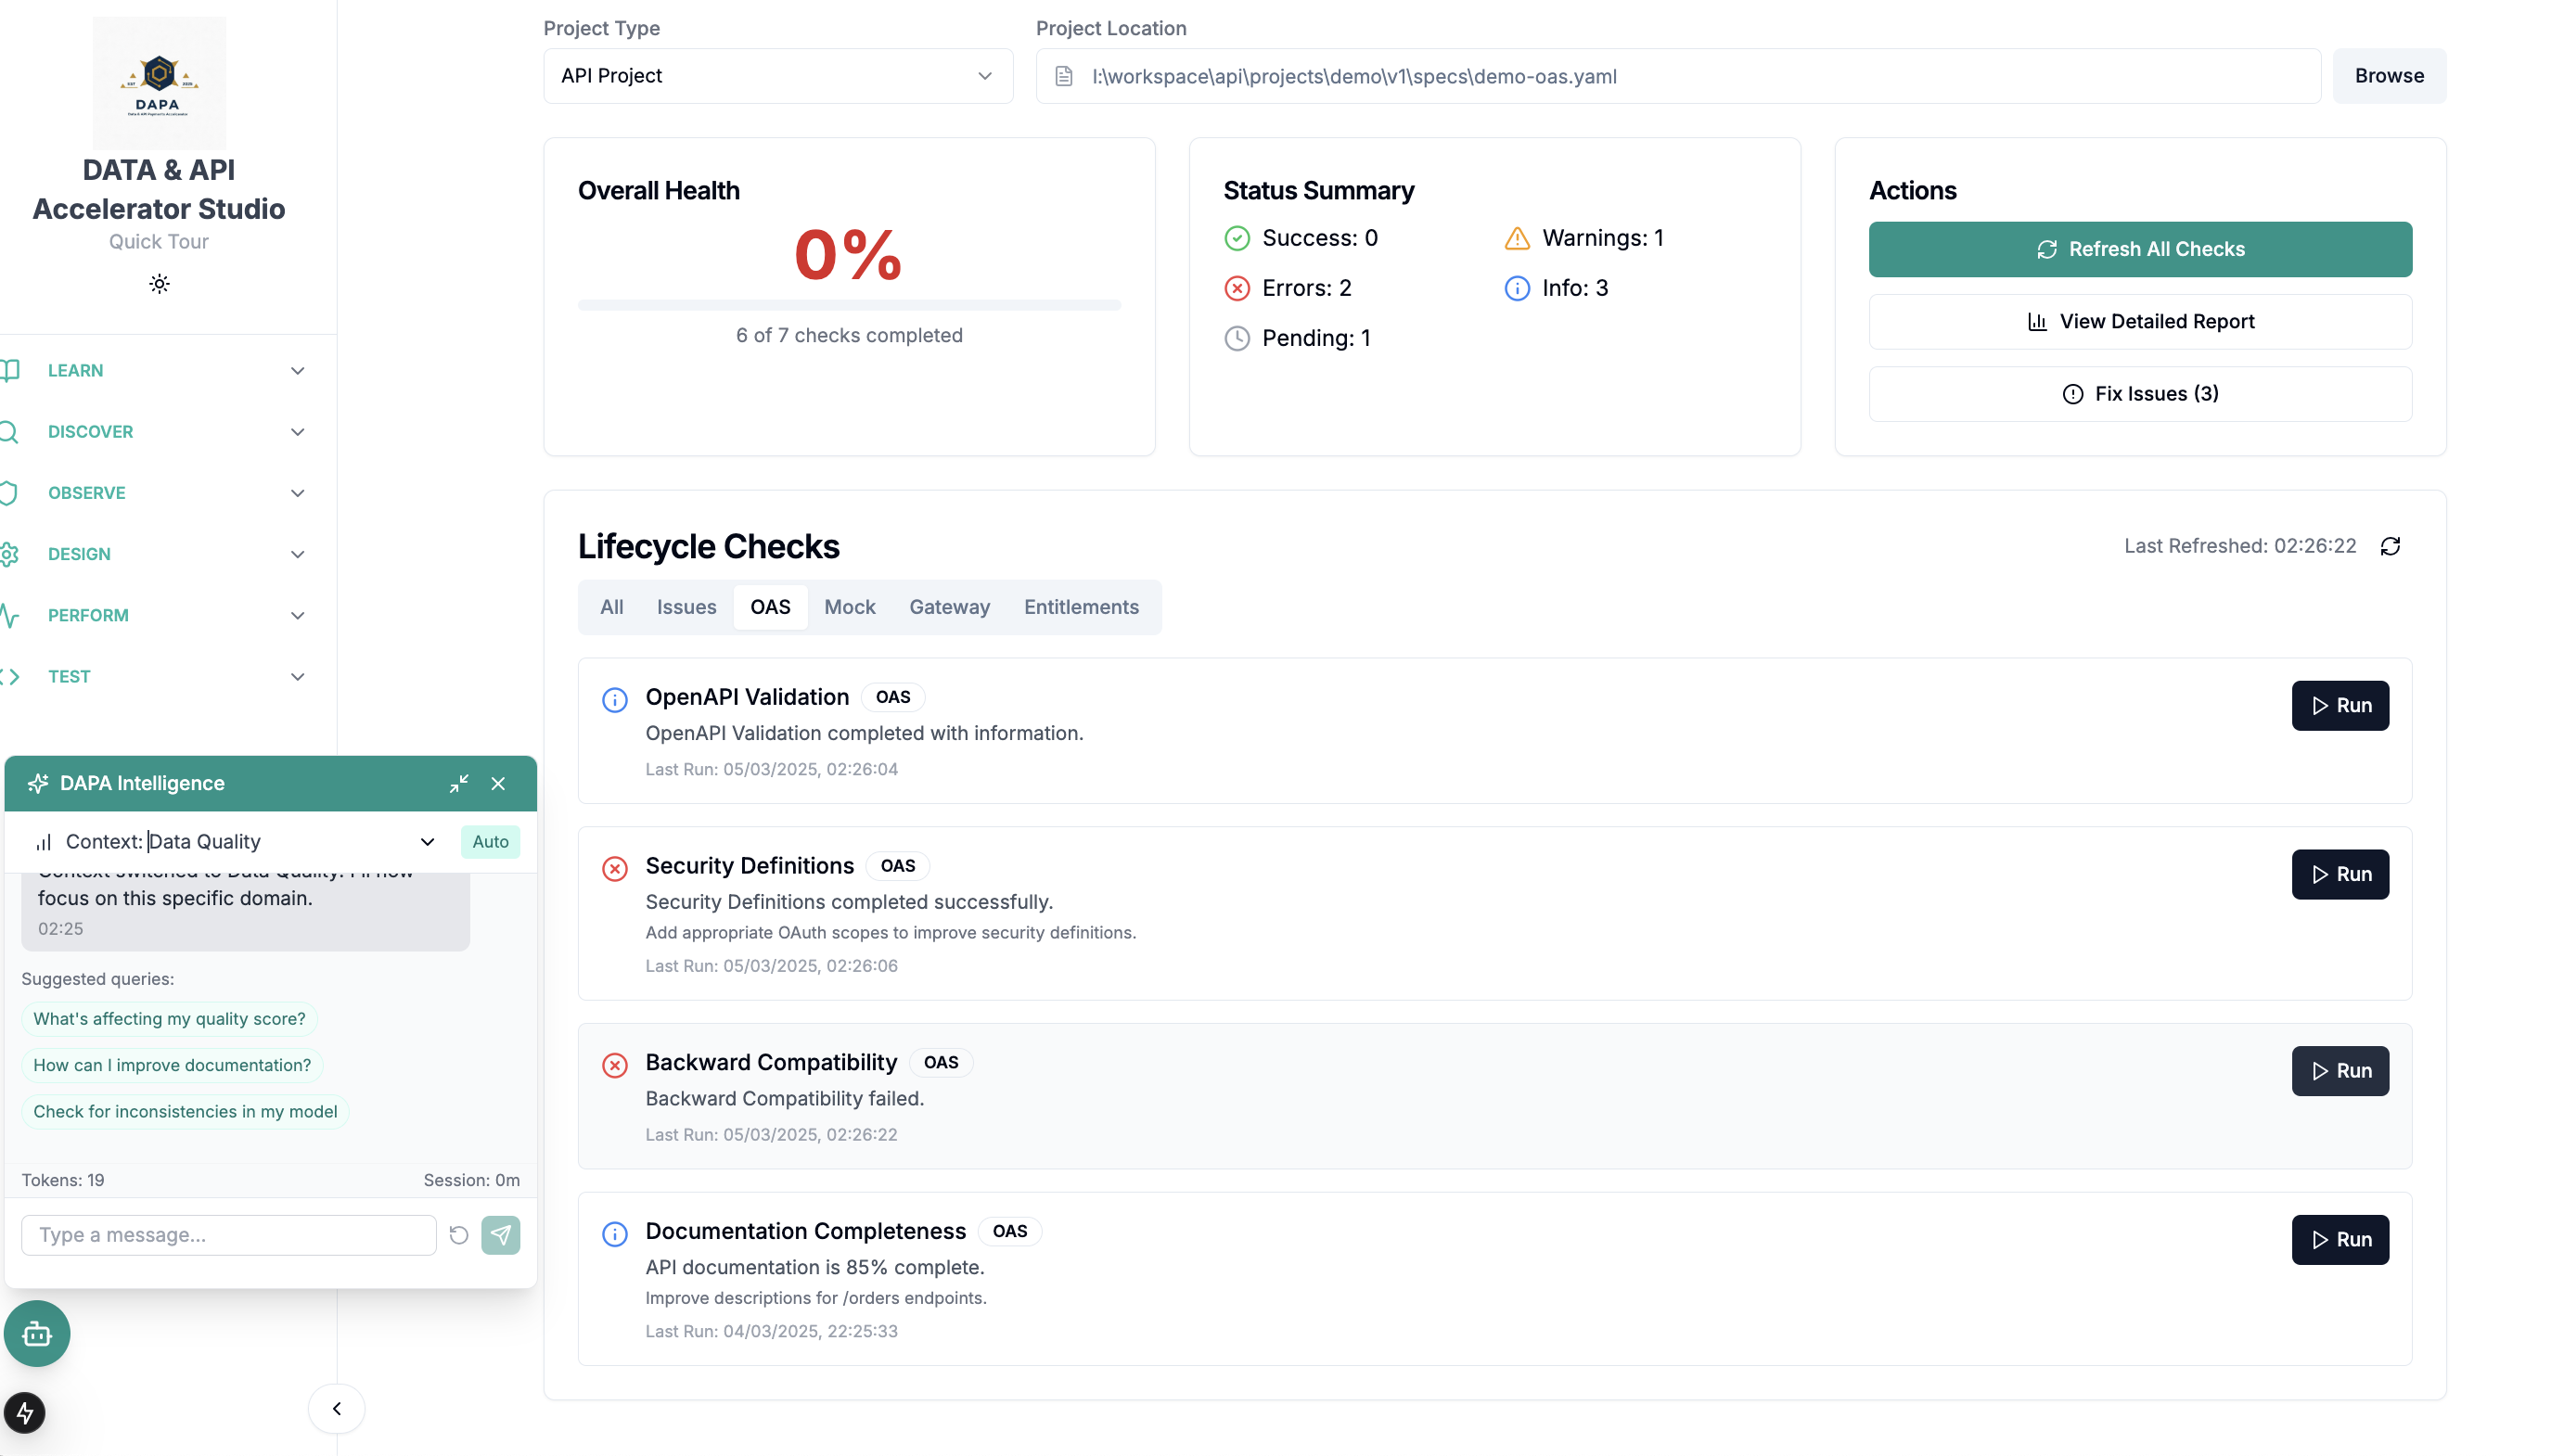 DAPA
DATA & API
Accelerator Studio
Quick Tour
LEARN
DISCOVER
OBSERVE
DESIGN
PERFORM
TEST
DAPA Intelligence
Context: Data Quality
Auto
Context switched to Data Quality. I'll now
focus on this specific domain.
02:25
Suggested queries:
What's affecting my quality score?
How can I improve documentation?
Check for inconsistencies in my model
Tokens: 19
Session: 0m
Type a message...
Project Type
API Project
Project Location
I:\workspace\api\projects\demo\v1\specs\demo-oas.yaml
Browse
Overall Health
0%
6 of 7 checks completed
Status Summary
Success: 0
Warnings: 1
Errors: 2
Info: 3
Pending: 1
Actions
Refresh All Checks
View Detailed Report
Fix Issues (3)
Lifecycle Checks
Last Refreshed: 02:26:22
All Issues OAS Mock Gateway Entitlements
OpenAPI Validation OAS
OpenAPI Validation completed with information.
Last Run: 05/03/2025, 02:26:04
Run
Security Definitions OAS
Security Definitions completed successfully.
Add appropriate OAuth scopes to improve security definitions.
Last Run: 05/03/2025, 02:26:06
Run
Backward Compatibility OAS
Backward Compatibility failed.
Last Run: 05/03/2025, 02:26:22
Run
Documentation Completeness OAS
API documentation is 85% complete.
Improve descriptions for /orders endpoints.
Last Run: 04/03/2025, 22:25:33
Run